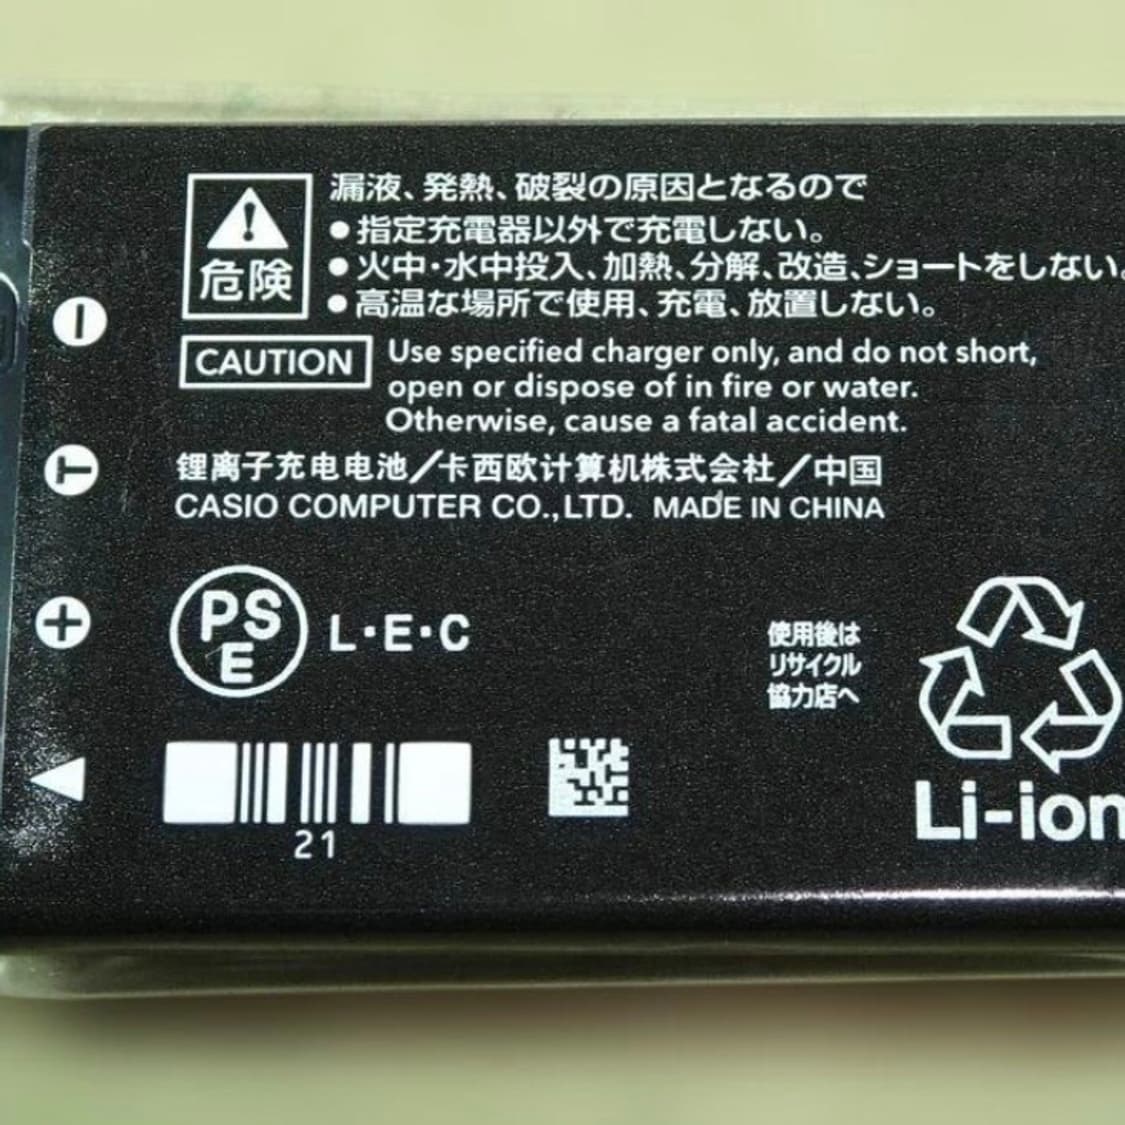 漏液、発熱、破裂の原因となるので
●指定充電器以外で充電しない。
●火中・水中投入、加熱、分解、改造、ショートをしない。
●高温な場所で使用、充電、放置しない。
危険
CAUTION
Use specified charger only, and do not short,
open or dispose of in fire or water.
Otherwise, cause a fatal accident.
锂离子充电电池/卡西欧计算机株式会社/中国
CASIO COMPUTER CO.,LTD. MADE IN CHINA
T
PS
E
L・E・C
使用後は
リサイクル
協力店へ
21
Li-ion